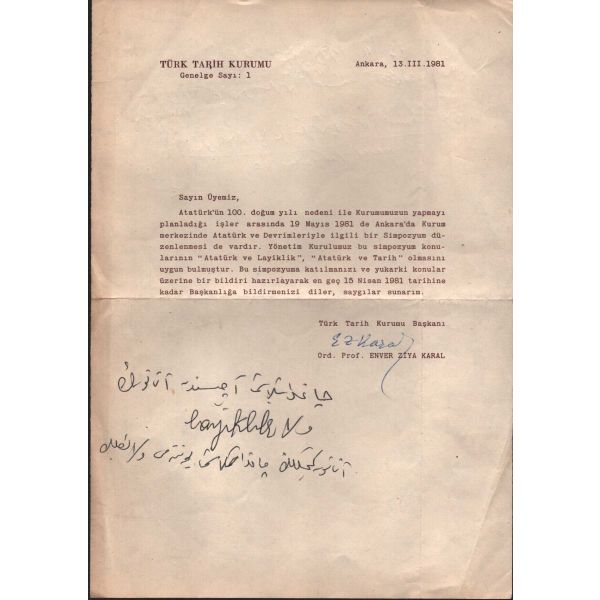 TÜRK TARİH KURUMU
Genelge Sayı: 1
Ankara, 13.III.1981
Sayın Üyemiz,
Atatürk'ün 100. doğum yılı nedeni ile Kurumumuzun yapmayı
planladığı işler arasında 19 Mayıs 1981 de Ankara'da Kurum
merkezinde Atatürk ve Devrimleriyle ilgili bir Simpozyum dü-
zenlenmesi de vardır. Yönetim Kurulumuz bu simpozyum konu-
larının "Atatürk ve Layiklik", "Atatürk ve Tarih" olmasını
uygun bulmuştur. Bu simpozyuma katılmanızı ve yukarki konular
üzerine bir bildiri hazırlayarak en geç 15 Nisan 1981 tarihine
kadar Başkanlığa bildirmenizi diler, saygılar sunarım.
Türk Tarih Kurumu Başkanı
E Z Karal
Ord. Prof. ENVER ZİYA KARAL